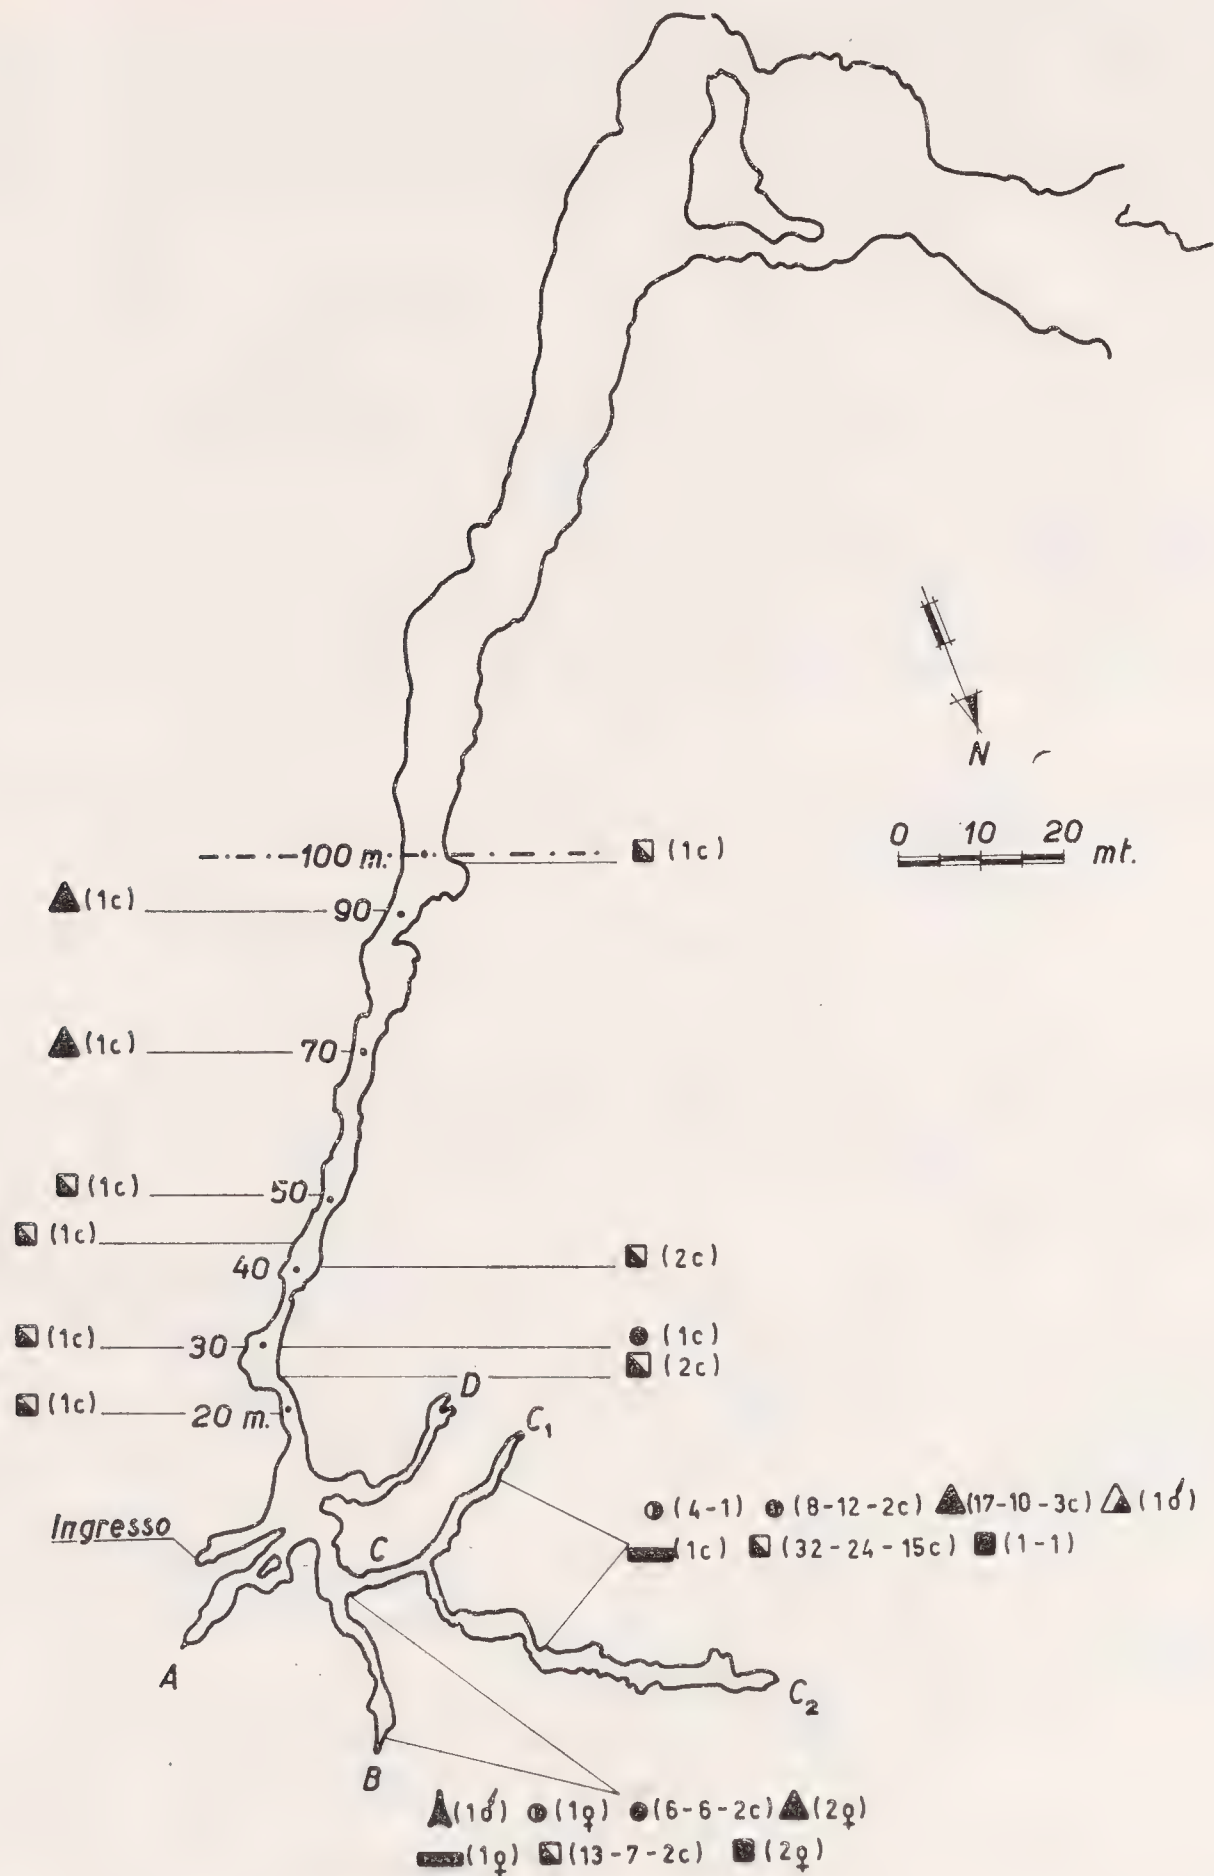 N
0 10 20 mt.
100 m. (1c)
(1c) 90
(1c) 70
(1c) 50
(1c)
40 (2c)
(1c) 30 (1c)
(2c)
(1c) 20 m.
D
C₁
(4-1) (8-12-2c) (17-10-3c) (1♂)
Ingresso
(1c) (32-24-15c) (1-1)
C
A
C₂
B
(1♂) (1♀) (6-6-2c) (2♀)
(1♀) (13-7-2c) (2♀)